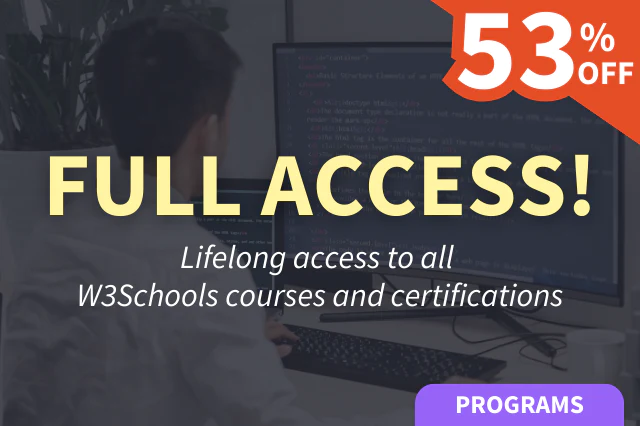 53%
OFF
FULL ACCESS!
Lifelong access to all
W3Schools courses and certifications
PROGRAMS